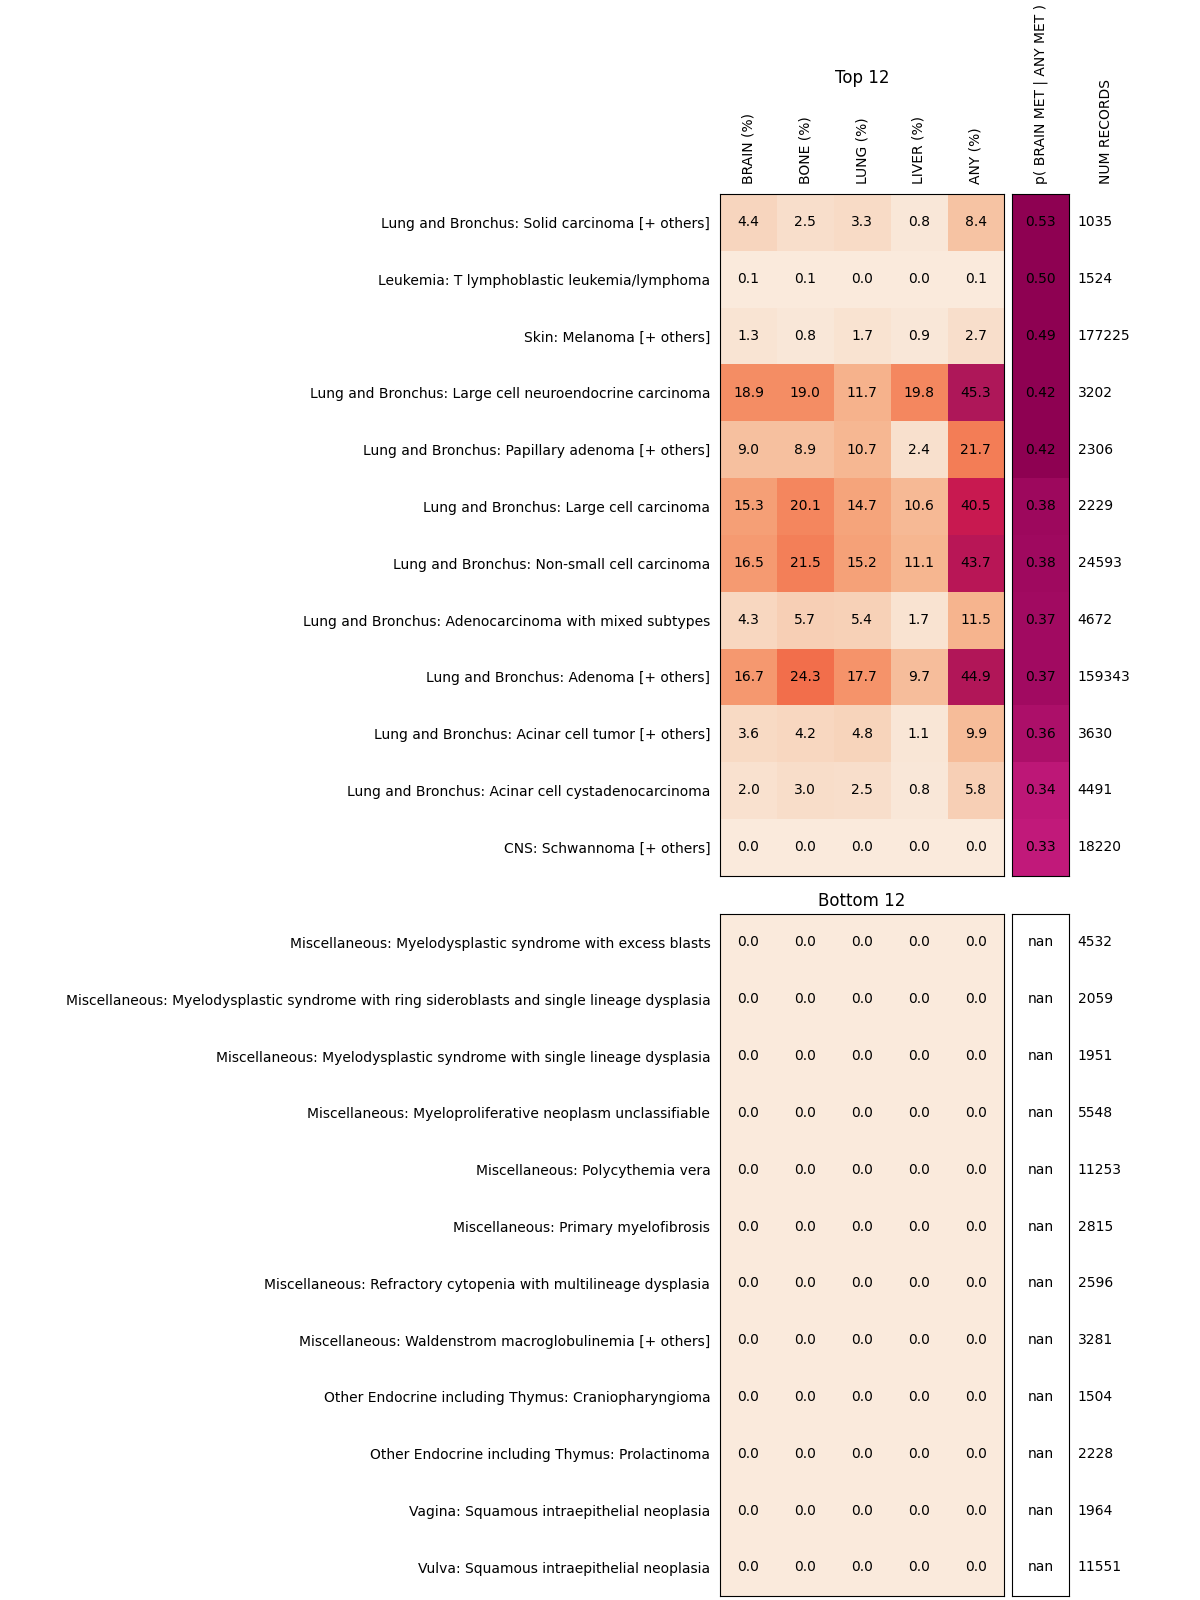 Top 12
BRAIN (%) BONE (%) LUNG (%) LIVER (%) ANY (%) p( BRAIN MET | ANY MET ) NUM RECORDS
Lung and Bronchus: Solid carcinoma [+ others] 4.4 2.5 3.3 0.8 8.4 0.53 1035
Leukemia: T lymphoblastic leukemia/lymphoma 0.1 0.1 0.0 0.0 0.1 0.50 1524
Skin: Melanoma [+ others] 1.3 0.8 1.7 0.9 2.7 0.49 177225
Lung and Bronchus: Large cell neuroendocrine carcinoma 18.9 19.0 11.7 19.8 45.3 0.42 3202
Lung and Bronchus: Papillary adenoma [+ others] 9.0 8.9 10.7 2.4 21.7 0.42 2306
Lung and Bronchus: Large cell carcinoma 15.3 20.1 14.7 10.6 40.5 0.38 2229
Lung and Bronchus: Non-small cell carcinoma 16.5 21.5 15.2 11.1 43.7 0.38 24593
Lung and Bronchus: Adenocarcinoma with mixed subtypes 4.3 5.7 5.4 1.7 11.5 0.37 4672
Lung and Bronchus: Adenoma [+ others] 16.7 24.3 17.7 9.7 44.9 0.37 159343
Lung and Bronchus: Acinar cell tumor [+ others] 3.6 4.2 4.8 1.1 9.9 0.36 3630
Lung and Bronchus: Acinar cell cystadenocarcinoma 2.0 3.0 2.5 0.8 5.8 0.34 4491
CNS: Schwannoma [+ others] 0.0 0.0 0.0 0.0 0.0 0.33 18220
Bottom 12
Miscellaneous: Myelodysplastic syndrome with excess blasts 0.0 0.0 0.0 0.0 0.0 nan 4532
Miscellaneous: Myelodysplastic syndrome with ring sideroblasts and single lineage dysplasia 0.0 0.0 0.0 0.0 0.0 nan 2059
Miscellaneous: Myelodysplastic syndrome with single lineage dysplasia 0.0 0.0 0.0 0.0 0.0 nan 1951
Miscellaneous: Myeloproliferative neoplasm unclassifiable 0.0 0.0 0.0 0.0 0.0 nan 5548
Miscellaneous: Polycythemia vera 0.0 0.0 0.0 0.0 0.0 nan 11253
Miscellaneous: Primary myelofibrosis 0.0 0.0 0.0 0.0 0.0 nan 2815
Miscellaneous: Refractory cytopenia with multilineage dysplasia 0.0 0.0 0.0 0.0 0.0 nan 2596
Miscellaneous: Waldenstrom macroglobulinemia [+ others] 0.0 0.0 0.0 0.0 0.0 nan 3281
Other Endocrine including Thymus: Craniopharyngioma 0.0 0.0 0.0 0.0 0.0 nan 1504
Other Endocrine including Thymus: Prolactinoma 0.0 0.0 0.0 0.0 0.0 nan 2228
Vagina: Squamous intraepithelial neoplasia 0.0 0.0 0.0 0.0 0.0 nan 1964
Vulva: Squamous intraepithelial neoplasia 0.0 0.0 0.0 0.0 0.0 nan 11551